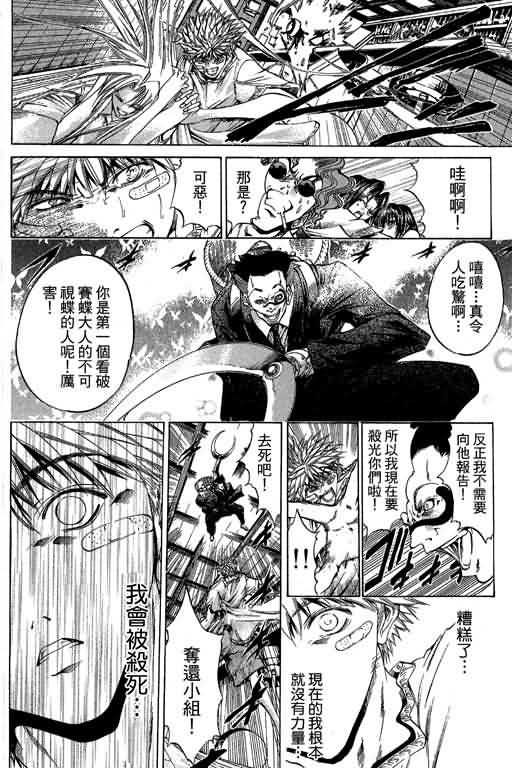 哇啊啊！
那是？
可惡！
嘻嘻…真令
人吃驚啊…
你是第一個看破
賽蝶大人的不可
視蝶的人呢！厲
害！
反正我不需要
向他報告！
所以我現在要
殺光你們啦！
！！
去死吧！
奪還小組！
糟糕了…
現在的我根本
就沒有力量…
我會被殺死…